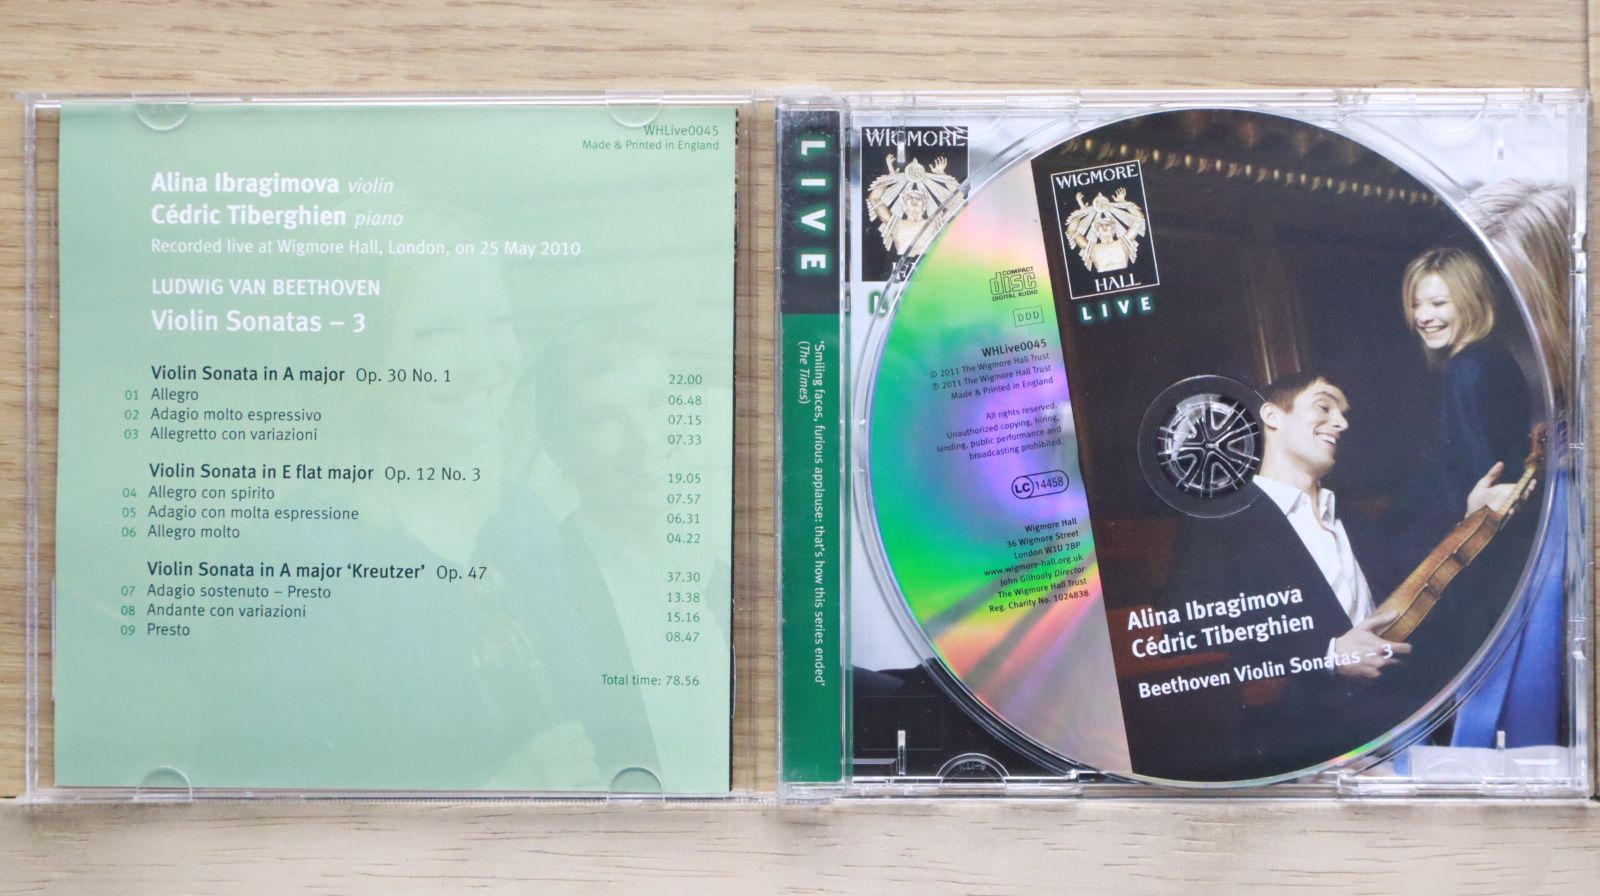 WHLive0045
Made & Printed in England
Alina Ibragimova violin
Cédric Tiberghien piano
Recorded live at Wigmore Hall, London, on 25 May 2010
LUDWIG VAN BEETHOVEN
Violin Sonatas – 3
Violin Sonata in A major Op. 30 No. 1 22.00
01 Allegro 06.48
02 Adagio molto espressivo 07.15
03 Allegretto con variazioni 07.33
Violin Sonata in E flat major Op. 12 No. 3 19.05
04 Allegro con spirito 07.57
05 Adagio con molta espressione 06.31
06 Allegro molto 04.22
Violin Sonata in A major ‘Kreutzer’ Op. 47 37.30
07 Adagio sostenuto – Presto 13.38
08 Andante con variazioni 15.16
09 Presto 08.47
Total time: 78.56
LIVE
‘Smiling faces, furious applause: that’s how this series ended’
(The Times)
WIGMORE
WIGMORE
HALL
LIVE
COMPACT
disc
DIGITAL AUDIO
DDD
WHLive0045
© 2011 The Wigmore Hall Trust
℗ 2011 The Wigmore Hall Trust
Made & Printed in England
All rights reserved.
Unauthorized copying, hiring,
lending, public performance and
broadcasting prohibited.
LC 14458
Wigmore Hall
36 Wigmore Street
London W1U 2BP
www.wigmore-hall.org.uk
John Gilhooly Director
The Wigmore Hall Trust
Reg. Charity No. 1024838
Alina Ibragimova
Cédric Tiberghien
Beethoven Violin Sonatas – 3